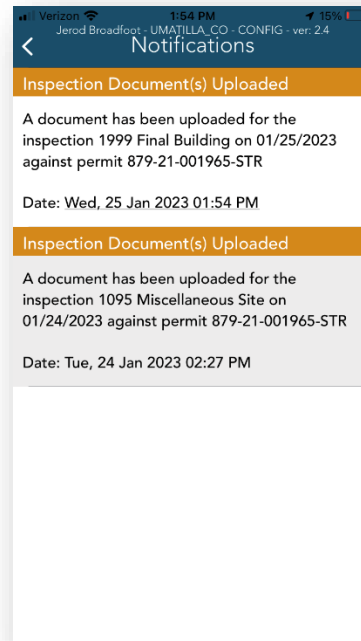 Verizon 1:54 PM 15%
Jerod Broadfoot - UMATILLA_CO - CONFIG - ver: 2.4
Notifications
Inspection Document(s) Uploaded
A document has been uploaded for the
inspection 1999 Final Building on 01/25/2023
against permit 879-21-001965-STR
Date: Wed, 25 Jan 2023 01:54 PM
Inspection Document(s) Uploaded
A document has been uploaded for the
inspection 1095 Miscellaneous Site on
01/24/2023 against permit 879-21-001965-STR
Date: Tue, 24 Jan 2023 02:27 PM